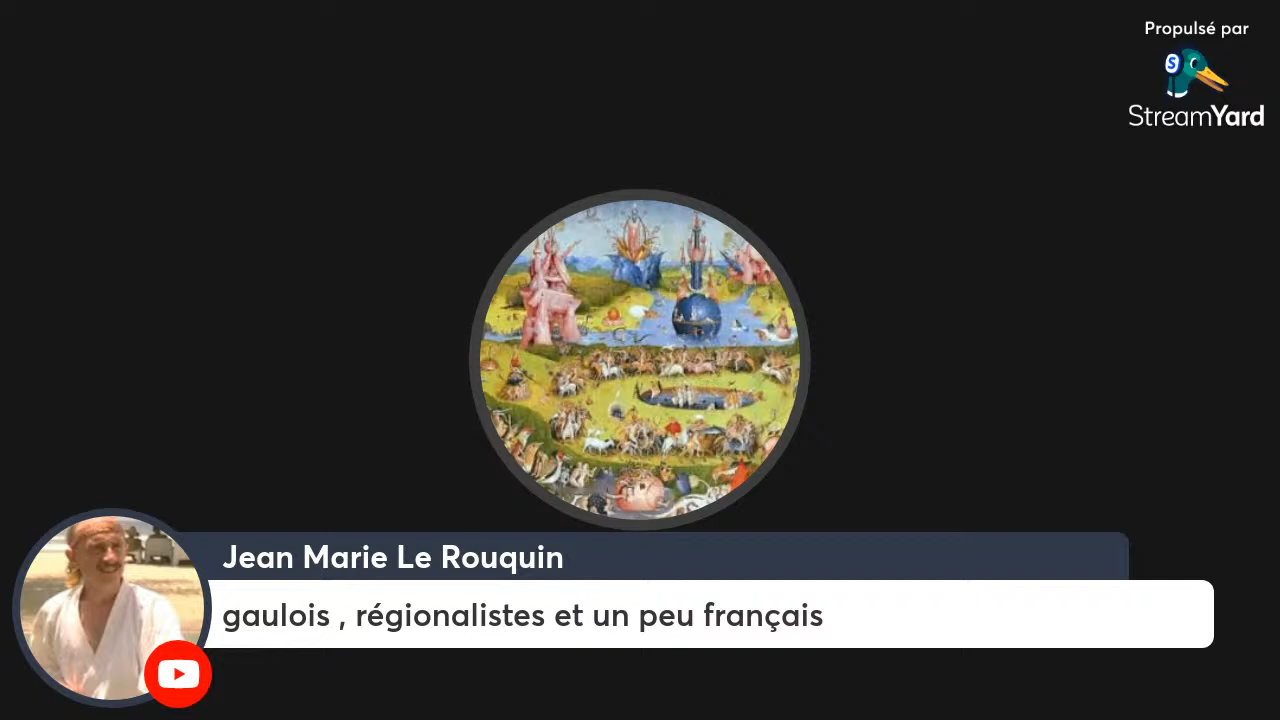 Propulsé par
S
StreamYard
Jean Marie Le Rouquin
gaulois , régionalistes et un peu français